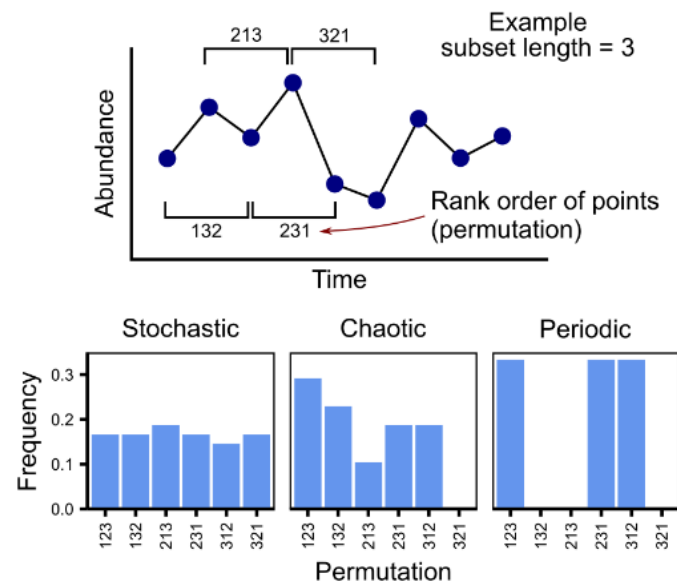 Example
subset length = 3
213
321
Abundance
132
231
Rank order of points
(permutation)
Time
Stochastic
Chaotic
Periodic
Frequency
0.3
0.2
0.1
0.0
123
132
213
231
312
321
123
132
213
231
312
321
123
132
213
231
312
321
Permutation